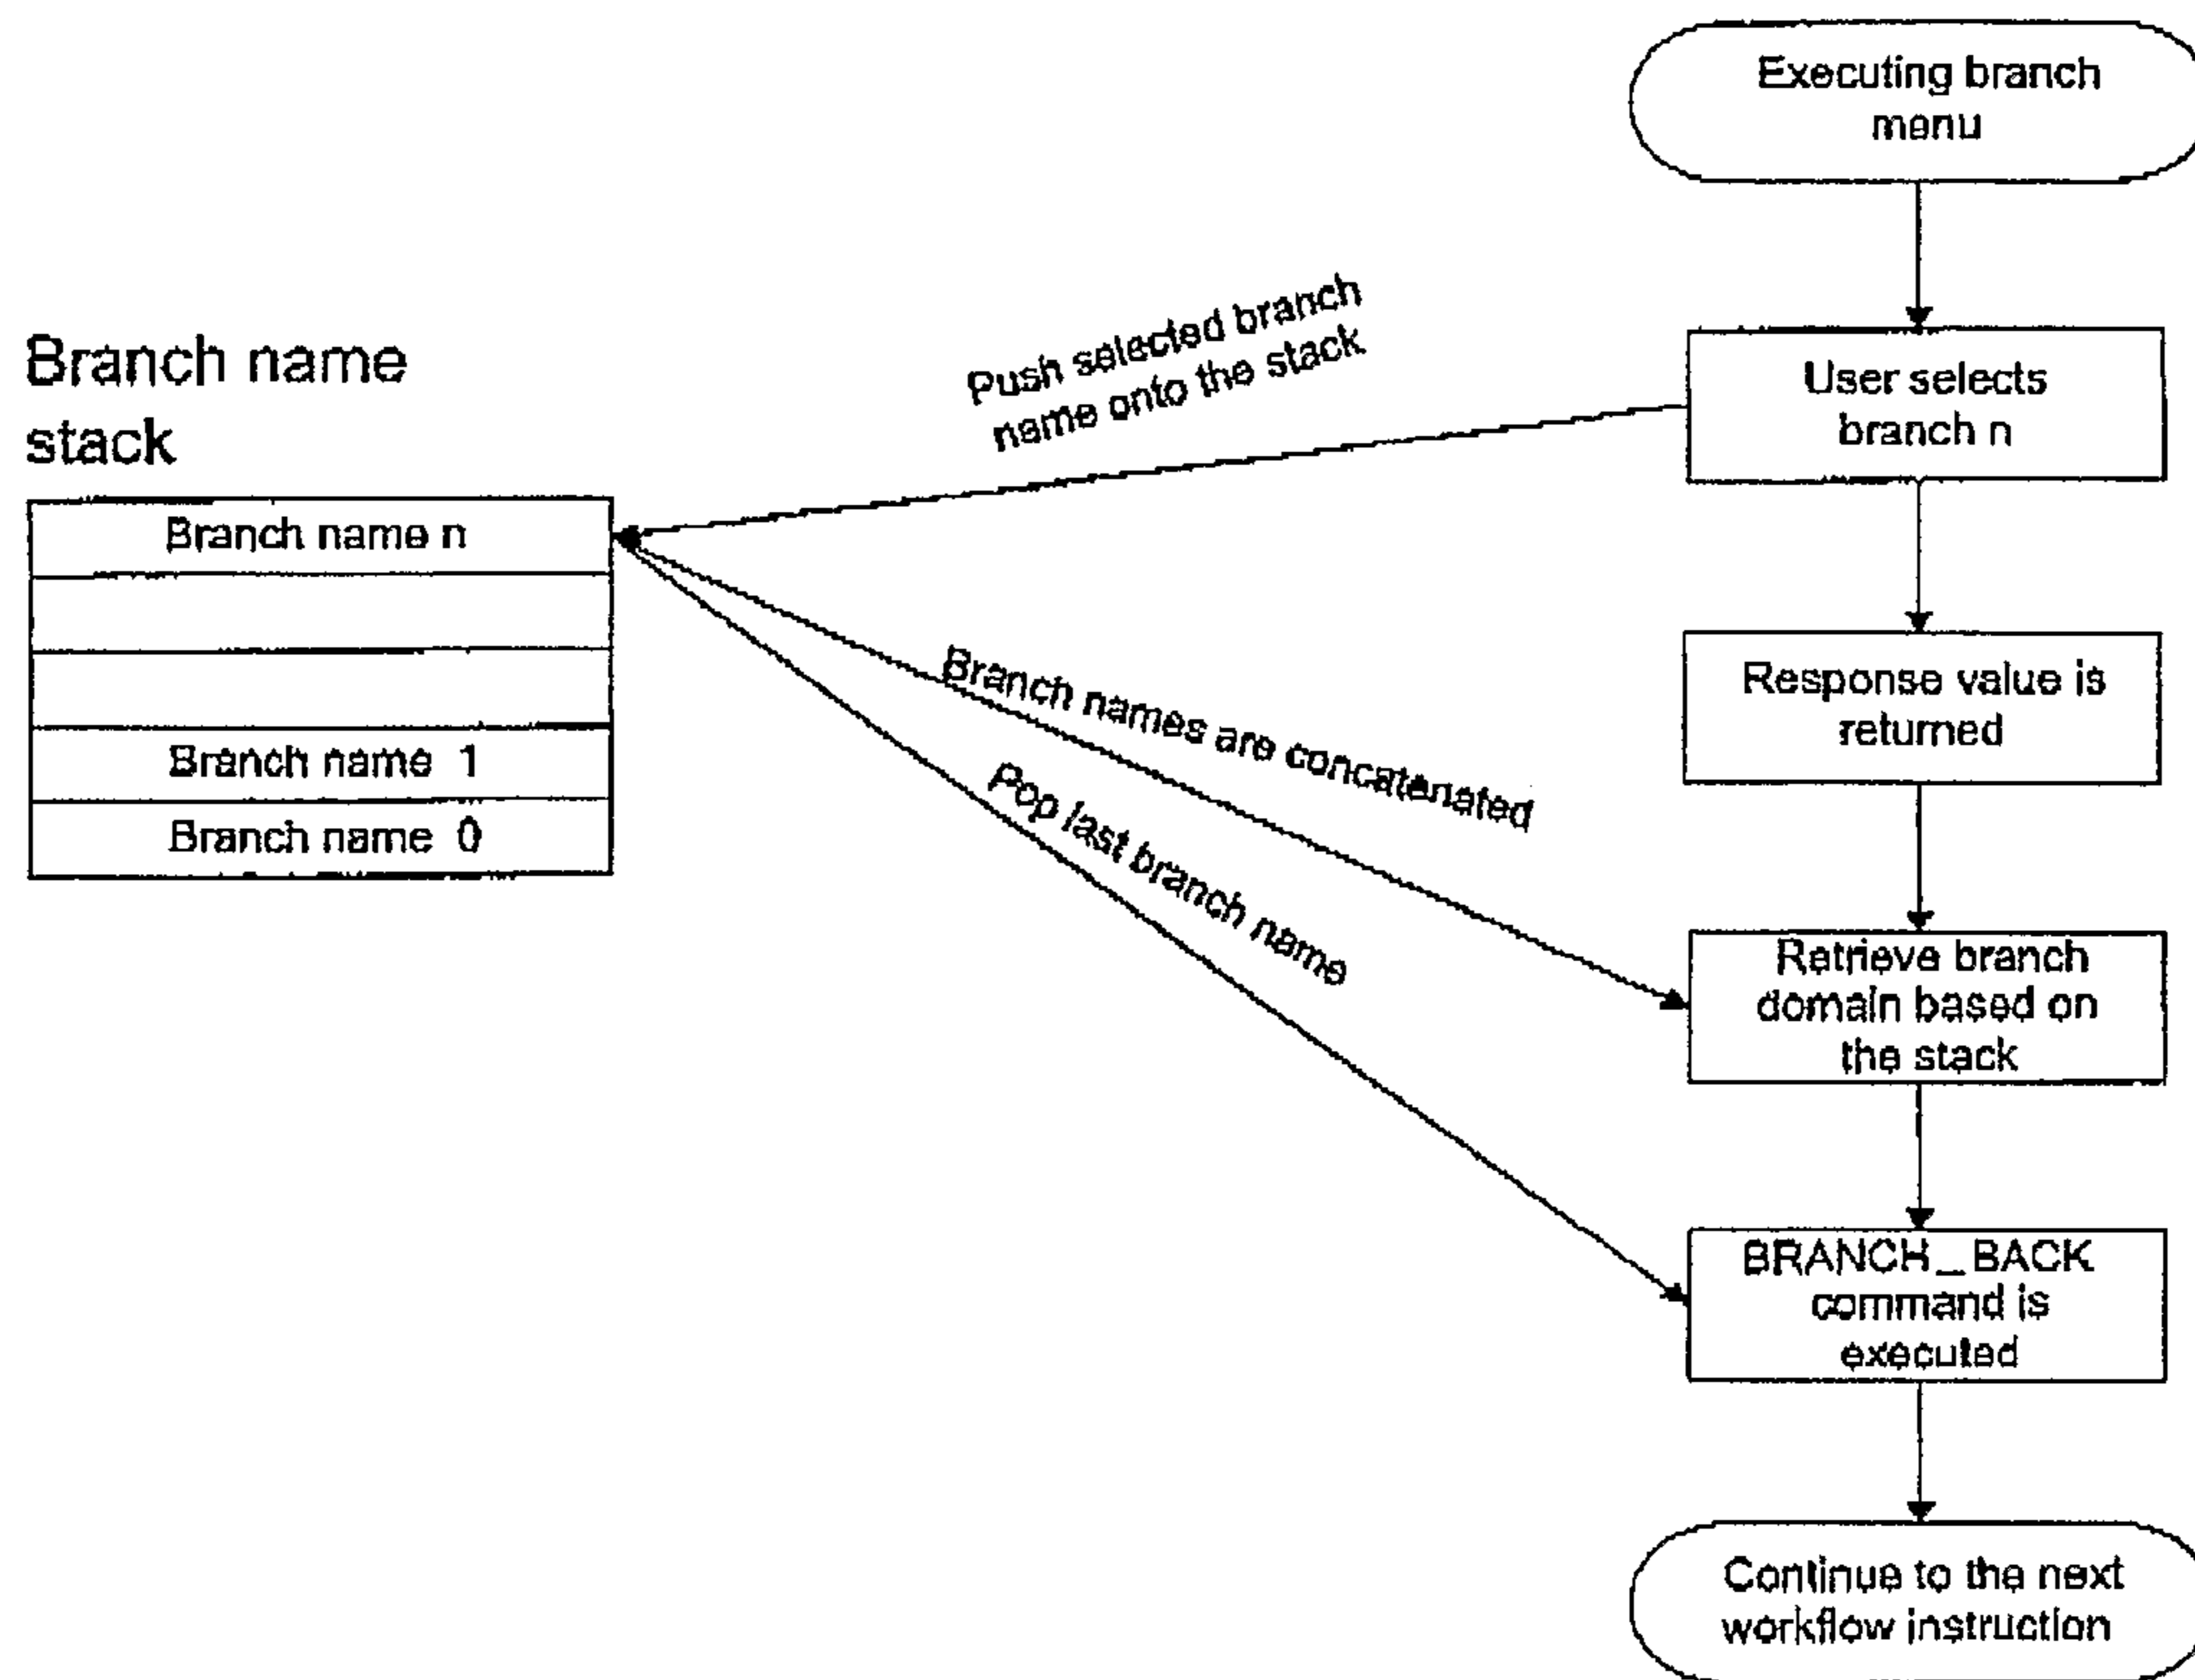 Executing branch
menu
Push selected branch
name onto the stack
User selects
branch n
Branch name
stack
Branch name n
Branch name 1
Branch name 0
Response value is
returned
Branch names are concatenated
Pop last branch name
Retrieve branch
domain based on
the stack
BRANCH_BACK
command is
executed
Continue to the next
workflow instruction